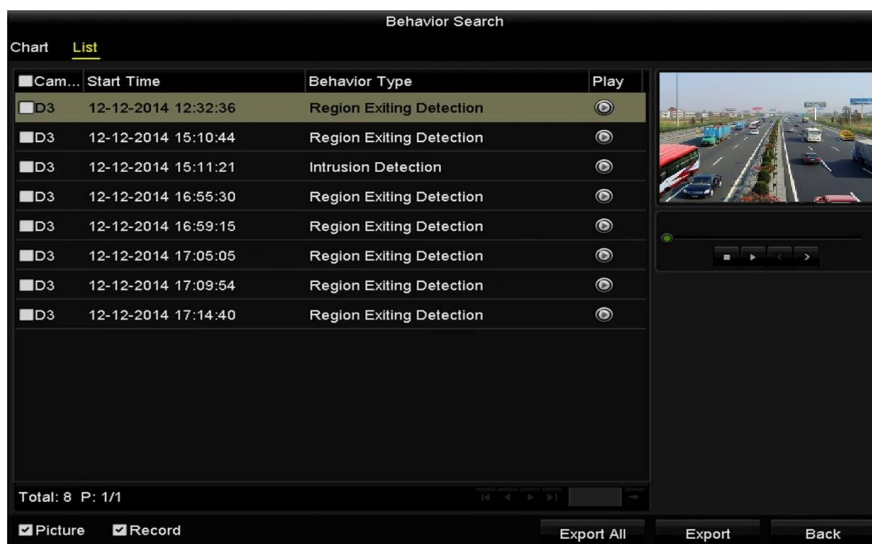 Behavior Search
Chart List
Cam... Start Time Behavior Type Play
D3 12-12-2014 12:32:36 Region Exiting Detection
D3 12-12-2014 15:10:44 Region Exiting Detection
D3 12-12-2014 15:11:21 Intrusion Detection
D3 12-12-2014 16:55:30 Region Exiting Detection
D3 12-12-2014 16:59:15 Region Exiting Detection
D3 12-12-2014 17:05:05 Region Exiting Detection
D3 12-12-2014 17:09:54 Region Exiting Detection
D3 12-12-2014 17:14:40 Region Exiting Detection
Total: 8 P: 1/1
Picture Record Export All Export Back